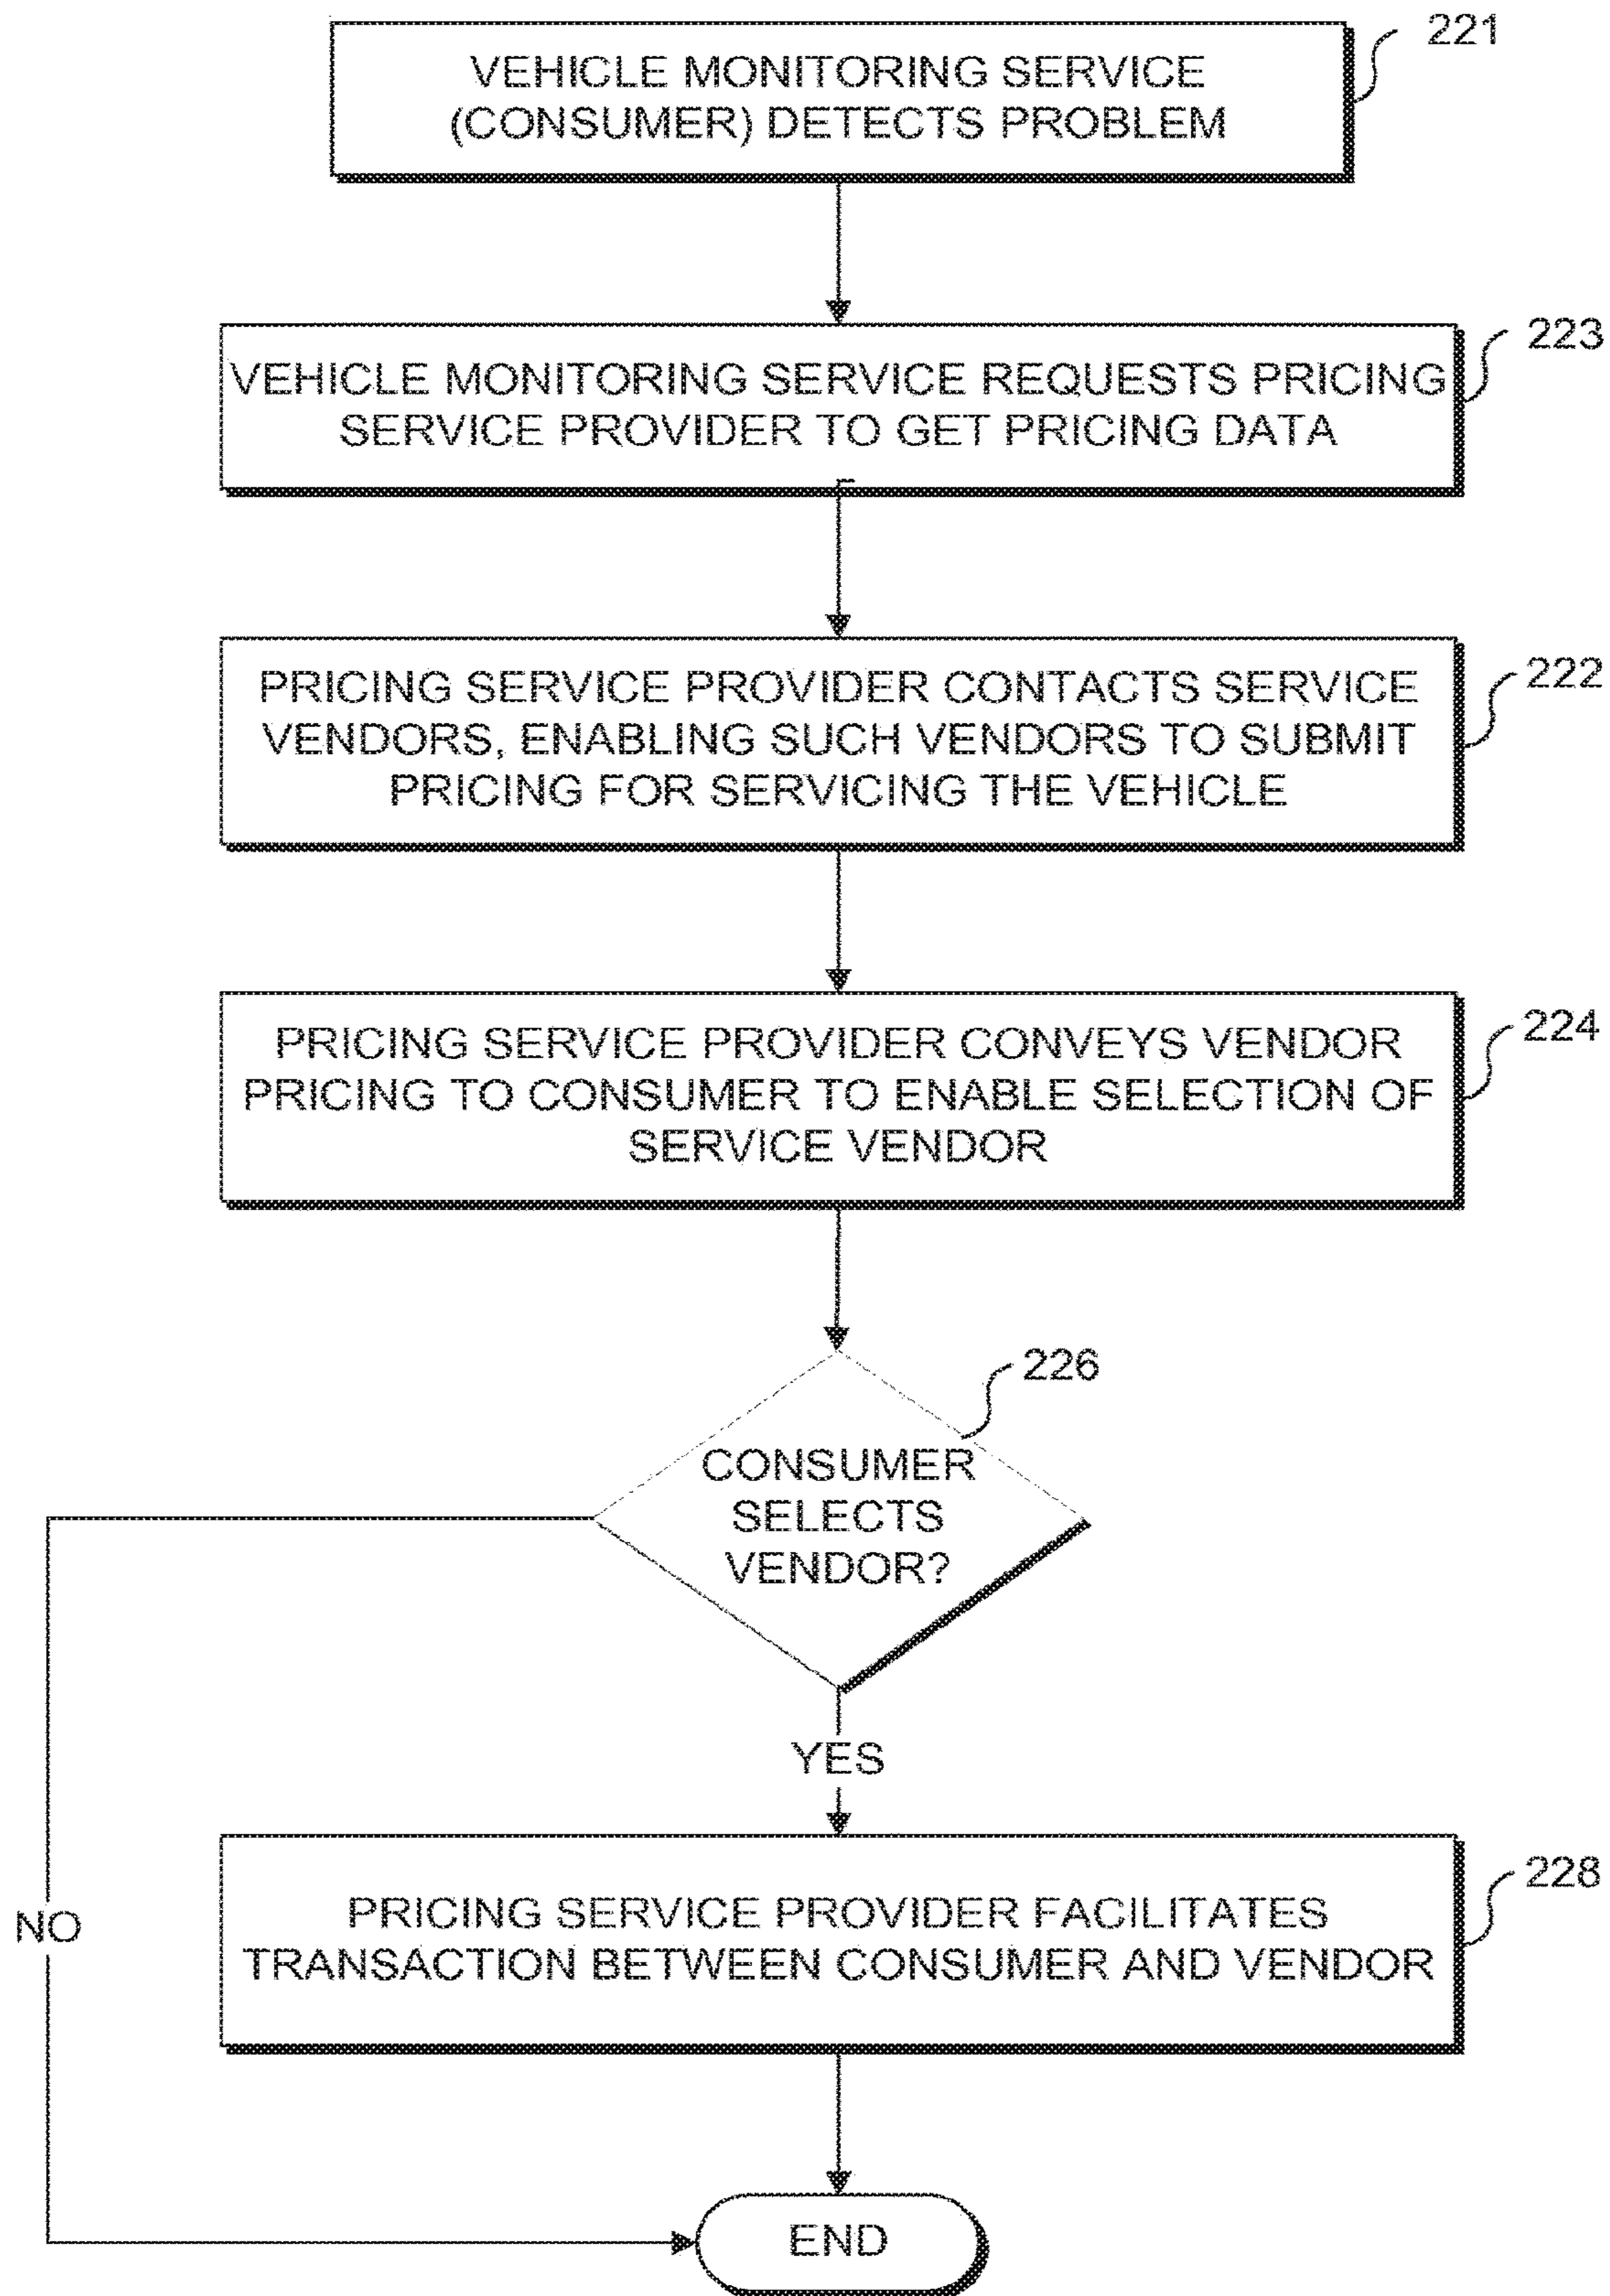 221
VEHICLE MONITORING SERVICE
(CONSUMER) DETECTS PROBLEM
223
VEHICLE MONITORING SERVICE REQUESTS PRICING
SERVICE PROVIDER TO GET PRICING DATA
222
PRICING SERVICE PROVIDER CONTACTS SERVICE
VENDORS, ENABLING SUCH VENDORS TO SUBMIT
PRICING FOR SERVICING THE VEHICLE
224
PRICING SERVICE PROVIDER CONVEYS VENDOR
PRICING TO CONSUMER TO ENABLE SELECTION OF
SERVICE VENDOR
226
CONSUMER
SELECTS
VENDOR?
YES
228
PRICING SERVICE PROVIDER FACILITATES
TRANSACTION BETWEEN CONSUMER AND VENDOR
NO
END